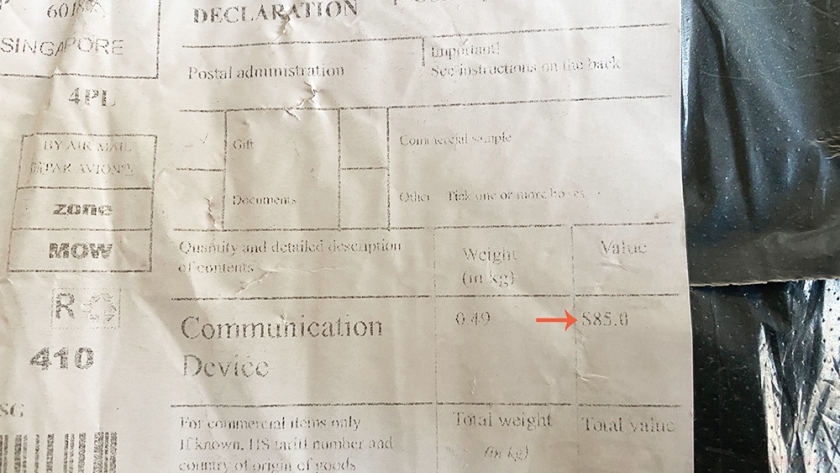 SINGAPORE
4PL
BY AIR MAIL
PAR AVION
zone
MOW
R
410
SG
DECLARATION
Postal administration
Important!
See instructions on the back
Gift
Commercial sample
Documents
Other
Tick one or more boxes
Quantity and detailed description
of contents
Weight
(in kg)
Value
Communication
Device
0.49
$85.0
For commercial items only
If known, HS tariff number and
country of origin of goods
Total weight
(in kg)
Total value